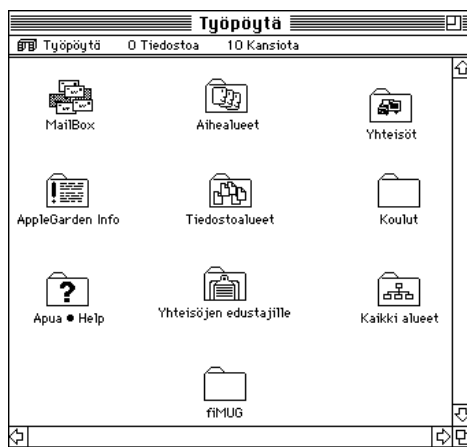 Työpöytä
Työpöytä 0 Tiedostoa 10 Kansiota
MailBox
Aihealueet
Yhteisöt
AppleGarden Info
Tiedostoalueet
Koulut
Apua ● Help
Yhteisöjen edustajille
Kaikki alueet
fiMUG